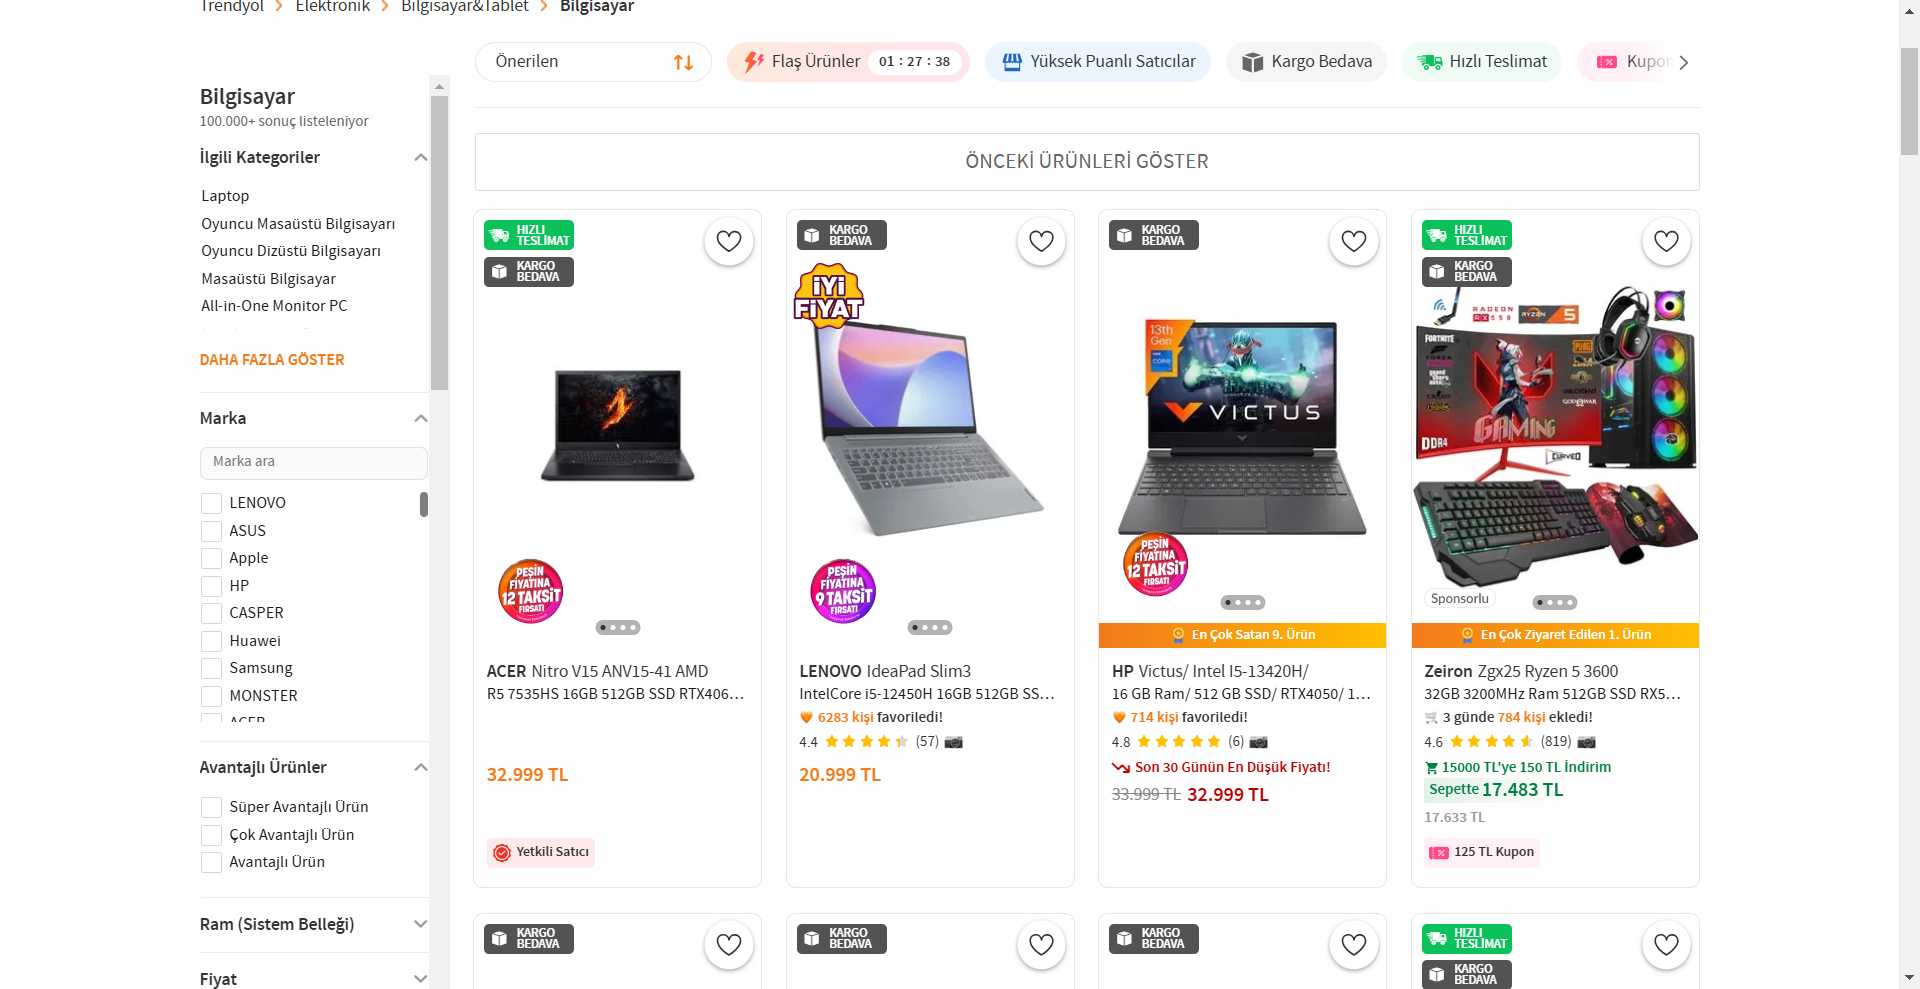 Trendyol > Elektronik > Bilgisayar&Tablet > Bilgisayar
Önerilen
Flaş Ürünler 01 : 27 : 38
Yüksek Puanlı Satıcılar
Kargo Bedava
Hızlı Teslimat
Kupon
Bilgisayar
100.000+ sonuç listeleniyor
İlgili Kategoriler
Laptop
Oyuncu Masaüstü Bilgisayarı
Oyuncu Dizüstü Bilgisayarı
Masaüstü Bilgisayar
All-in-One Monitor PC
DAHA FAZLA GÖSTER
Marka
Marka ara
LENOVO
ASUS
Apple
HP
CASPER
Huawei
Samsung
MONSTER
ACER
Avantajlı Ürünler
Süper Avantajlı Ürün
Çok Avantajlı Ürün
Avantajlı Ürün
Ram (Sistem Belleği)
Fiyat
ÖNCEKİ ÜRÜNLERİ GÖSTER
HIZLI
TESLİMAT
KARGO
BEDAVA
PEŞİN
FİYATINA
12 TAKSİT
FIRSATI
ACER Nitro V15 ANV15-41 AMD
R5 7535HS 16GB 512GB SSD RTX406...
32.999 TL
Yetkili Satıcı
KARGO
BEDAVA
İYİ
FİYAT
PEŞİN
FİYATINA
9 TAKSİT
FIRSATI
LENOVO IdeaPad Slim3
IntelCore i5-12450H 16GB 512GB SS...
6283 kişi favoriledi!
4.4 (57)
20.999 TL
KARGO
BEDAVA
13th
Gen
CORE
VICTUS
PEŞİN
FİYATINA
12 TAKSİT
FIRSATI
En Çok Satan 9. Ürün
HP Victus/ Intel I5-13420H/
16 GB Ram/ 512 GB SSD/ RTX4050/ 1...
714 kişi favoriledi!
4.8 (6)
Son 30 Günün En Düşük Fiyatı!
33.999 TL 32.999 TL
HIZLI
TESLİMAT
KARGO
BEDAVA
RADEON
RX 550
RYZEN 5
FORTNITE
PUBG
GOD WAR
GAMING
DDR4
CURVED
Sponsorlu
En Çok Ziyaret Edilen 1. Ürün
Zeiron Zgx25 Ryzen 5 3600
32GB 3200MHz Ram 512GB SSD RX5...
3 günde 784 kişi ekledi!
4.6 (819)
15000 TL'ye 150 TL İndirim
Sepette 17.483 TL
17.633 TL
125 TL Kupon
KARGO
BEDAVA
KARGO
BEDAVA
KARGO
BEDAVA
HIZLI
TESLİMAT
KARGO
BEDAVA